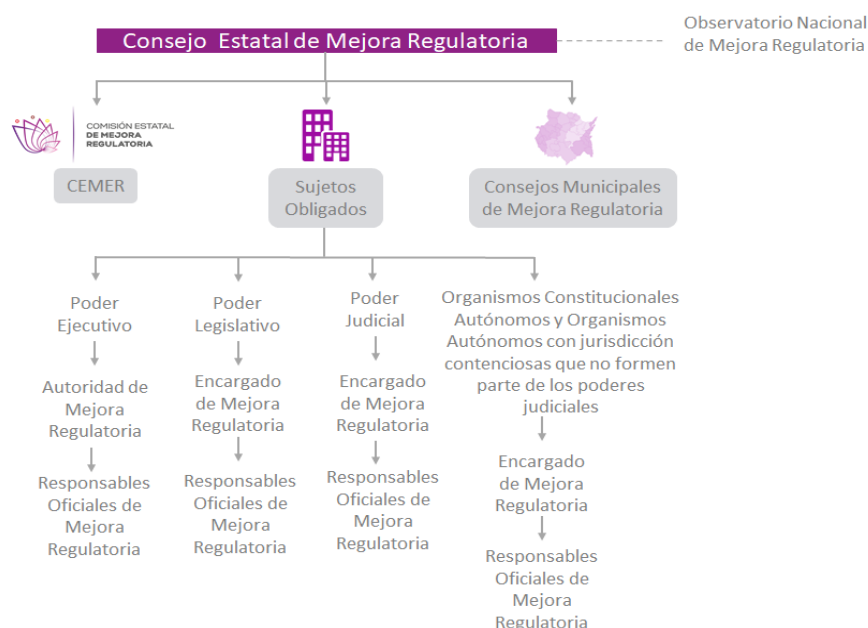 Consejo Estatal de Mejora Regulatoria
Observatorio Nacional
de Mejora Regulatoria
COMISIÓN ESTATAL
DE MEJORA
REGULATORIA
CEMER
Sujetos
Obligados
Consejos Municipales
de Mejora Regulatoria
Poder
Ejecutivo
Autoridad de
Mejora
Regulatoria
Responsables
Oficiales de
Mejora
Regulatoria
Poder
Legislativo
Encargado
de Mejora
Regulatoria
Responsables
Oficiales de
Mejora
Regulatoria
Poder
Judicial
Encargado
de Mejora
Regulatoria
Responsables
Oficiales de
Mejora
Regulatoria
Organismos Constitucionales
Autónomos y Organismos
Autónomos con jurisdicción
contenciosas que no formen
parte de los poderes
judiciales
Encargado
de Mejora
Regulatoria
Responsables
Oficiales de
Mejora
Regulatoria